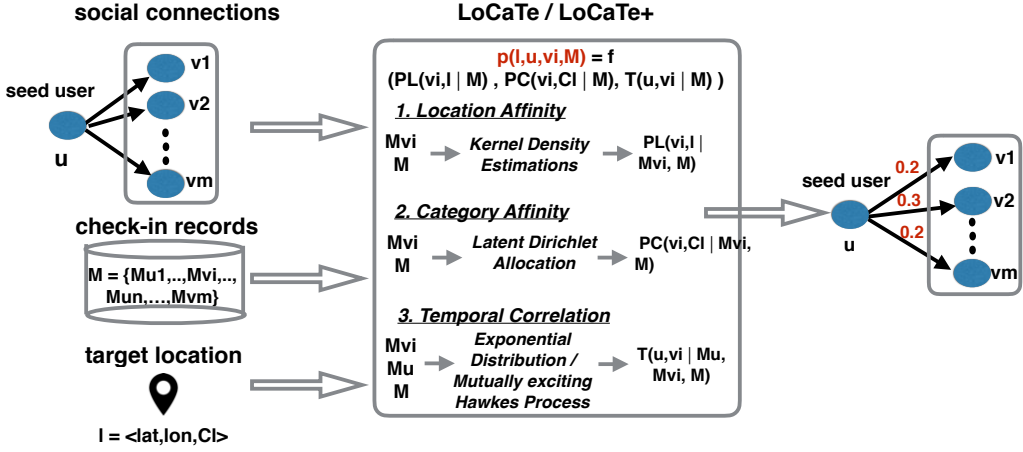 social connections
seed user
u
v1
v2
vm
check-in records
M = {Mu1,..,Mvi,..,
Mun,...,Mvm}
target location
l = <lat,lon,Cl>
LoCaTe / LoCaTe+
p(l,u,vi,M) = f
(PL(vi,l | M) , PC(vi,Cl | M), T(u,vi | M) )
1. Location Affinity
Mvi
M
Kernel Density
Estimations
PL(vi,l |
Mvi, M)
2. Category Affinity
Mvi
M
Latent Dirichlet
Allocation
PC(vi,Cl | Mvi,
M)
3. Temporal Correlation
Mvi
Mu
M
Exponential
Distribution /
Mutually exciting
Hawkes Process
T(u,vi | Mu,
Mvi, M)
seed user
u
0.2
0.3
0.2
v1
v2
vm